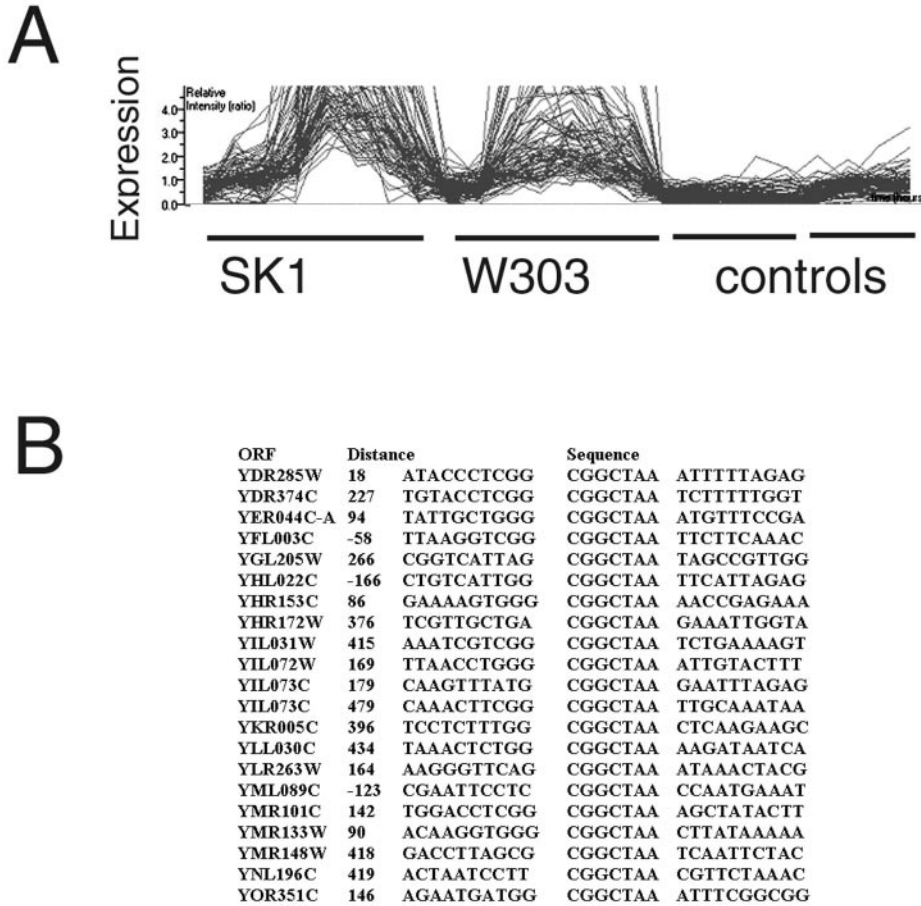 A
Expression
Relative
Intensity (ratio)
4.0
3.0
2.0
1.0
0.0
SK1 W303 controls
B
ORF Distance Sequence
YDR285W 18 ATACCCTCGG CGGCTAA ATTTTTAGAG
YDR374C 227 TGTACCTCGG CGGCTAA TCTTTTTGGT
YER044C-A 94 TATTGCTGGG CGGCTAA ATGTTTCCGA
YFL003C -58 TTAAGGTCGG CGGCTAA TTCTTCAAAC
YGL205W 266 CGGTCATTAG CGGCTAA TAGCCGTTGG
YHL022C -166 CTGTCATTGG CGGCTAA TTCATTAGAG
YHR153C 86 GAAAAGTGGG CGGCTAA AACCGAGAAA
YHR172W 376 TCGTTGCTGA CGGCTAA GAAATTGGTA
YIL031W 415 AAATCGTCGG CGGCTAA TCTGAAAAGT
YIL072W 169 TTAACCTGGG CGGCTAA ATTGTACTTT
YIL073C 179 CAAGTTTATG CGGCTAA GAATTTAGAG
YIL073C 479 CAAACTTCGG CGGCTAA TTGCAAATAA
YKR005C 396 TCCTCTTTGG CGGCTAA CTCAAGAAGC
YLL030C 434 TAAACTCTGG CGGCTAA AAGATAATCA
YLR263W 164 AAGGGTTCAG CGGCTAA ATAAACTACG
YML089C -123 CGAATTCCTC CGGCTAA CCAATGAAAT
YMR101C 142 TGGACCTCGG CGGCTAA AGCTATACTT
YMR133W 90 ACAAGGTGGG CGGCTAA CTTATAAAAA
YMR148W 418 GACCTTAGCG CGGCTAA TCAATTCTAC
YNL196C 419 ACTAATCCTT CGGCTAA CGTTCTAAAC
YOR351C 146 AGAATGATGG CGGCTAA ATTTCGGCGG